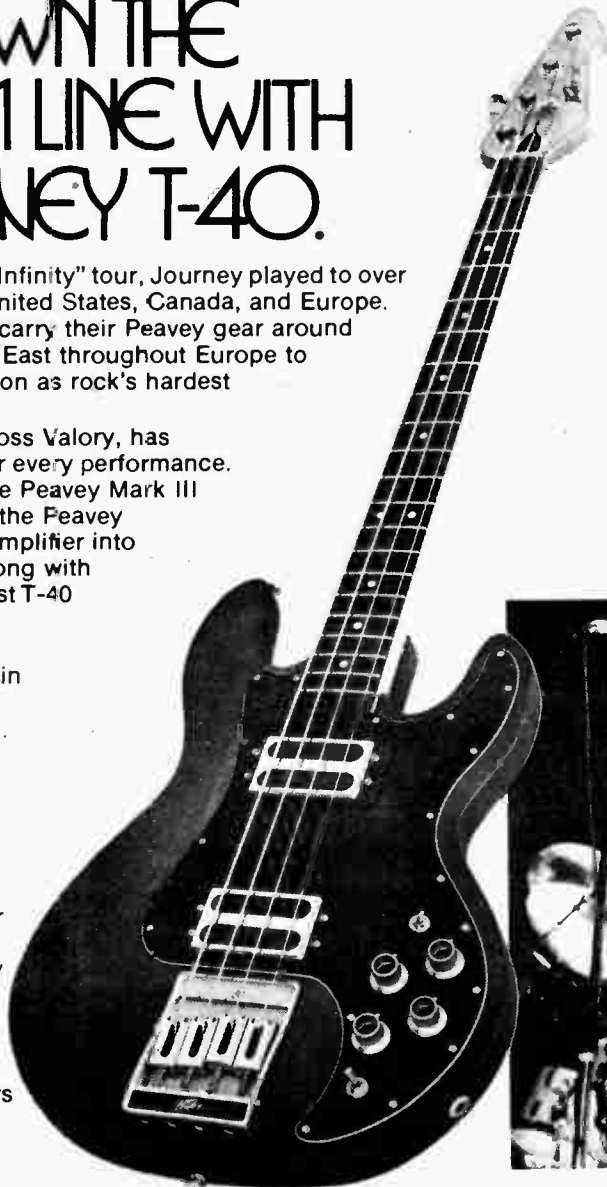 WN THE
LINE WITH
NEY T-40.
Infinity" tour, Journey played to over
nited States, Canada, and Europe.
carry their Peavey gear around
East throughout Europe to
on as rock's hardest
oss Valory, has
r every performance.
e Peavey Mark III
the Peavey
mplifier into
ong with
st T-40
in
rs